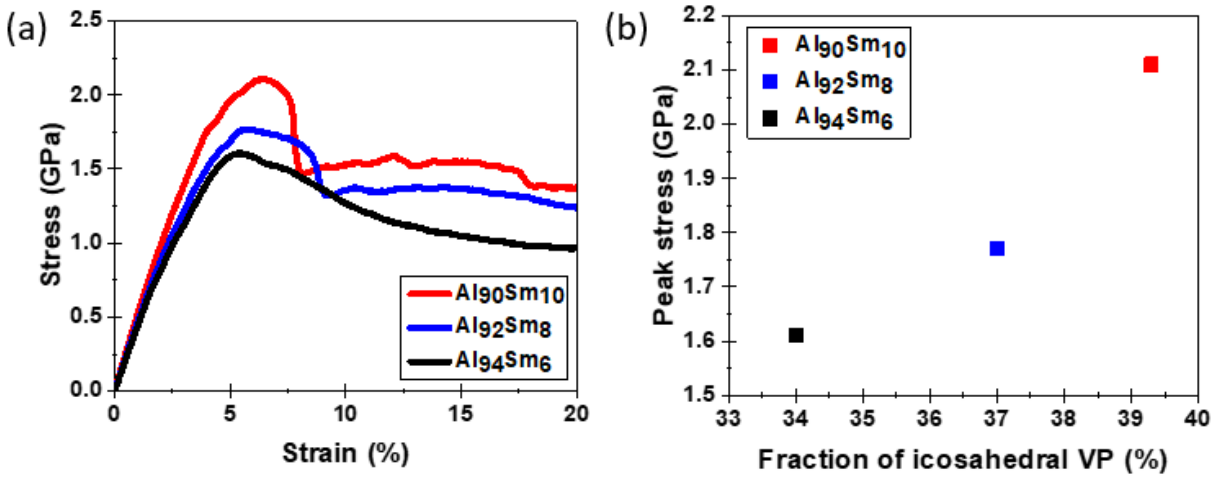 (a)
Stress (GPa)
2.5
2.0
1.5
1.0
0.5
0.0
Al90Sm10
Al92Sm8
Al94Sm6
0 5 10 15 20
Strain (%)
(b)
Peak stress (GPa)
2.2
2.1
2.0
1.9
1.8
1.7
1.6
1.5
Al90Sm10
Al92Sm8
Al94Sm6
33 34 35 36 37 38 39 40
Fraction of icosahedral VP (%)